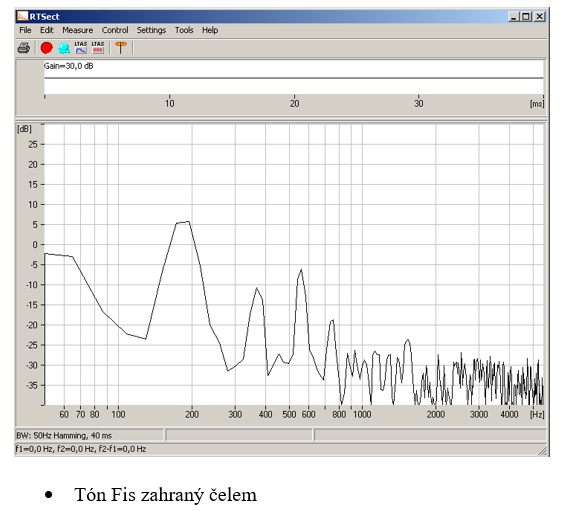 RTSect
File Edit Measure Control Settings Tools Help
LTAS LTAS
Gain=30,0 dB
10 20 30 [ms]
[dB]
25
20
15
10
5
0
-5
-10
-15
-20
-25
-30
35
60 70 80 100 200 300 400 500 600 800 1000 2000 3000 4000 [Hz]
BW: 50Hz Hamming, 40 ms
f1=0,0 Hz, f2=0,0 Hz, f2-f1=0,0 Hz
• Tón Fis zahraný čelem